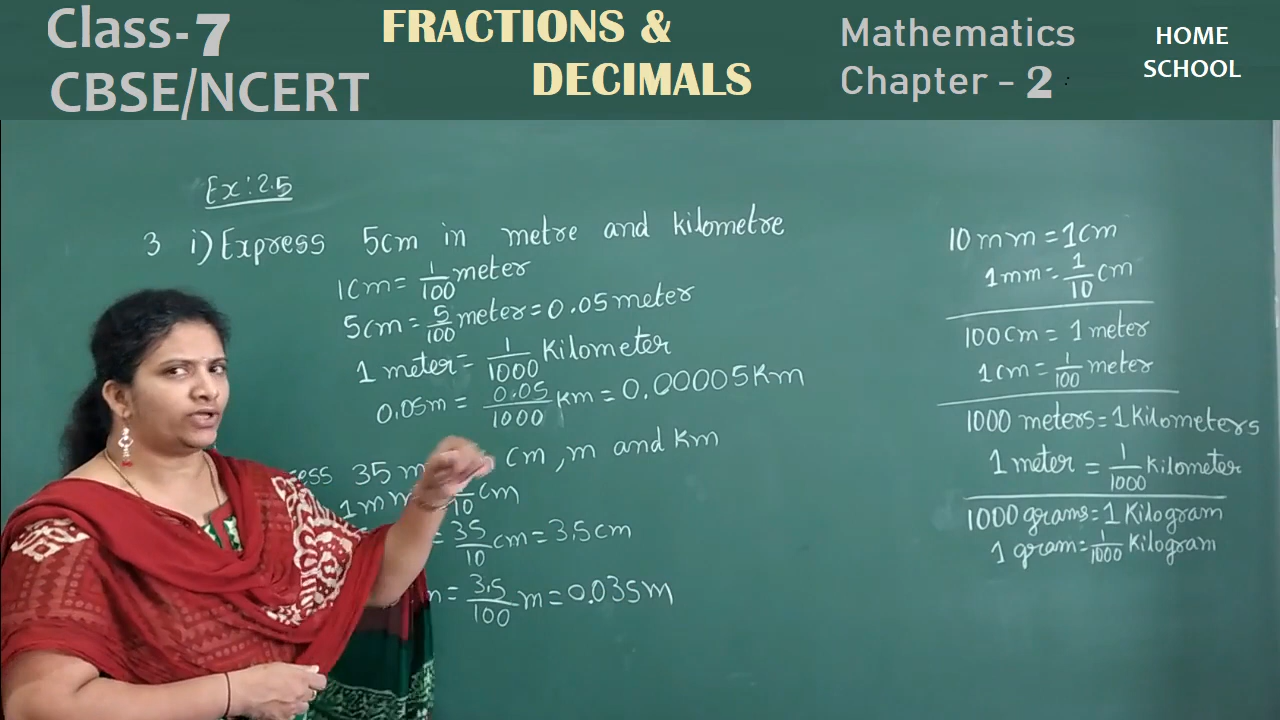 Class-7
CBSE/NCERT
FRACTIONS &
DECIMALS
Mathematics
Chapter - 2
HOME
SCHOOL
Ex: 2.5
3 i) Express 5cm in metre and kilometre
1cm = 1/100 meter
5cm = 5/100 meter = 0.05 meter
1 meter = 1/1000 Kilometer
0.05m = 0.05/1000 Km = 0.00005 Km
35 cm, m and Km
1mm /10 cm
= 35/10 cm = 3.5cm
= 3.5/100 m = 0.035m
10mm = 1cm
1mm = 1/10 cm
100cm = 1 meter
1cm = 1/100 meter
1000 meters = 1 Kilometers
1 meter = 1/1000 Kilometer
1000 grams = 1 Kilogram
1 gram = 1/1000 Kilogram